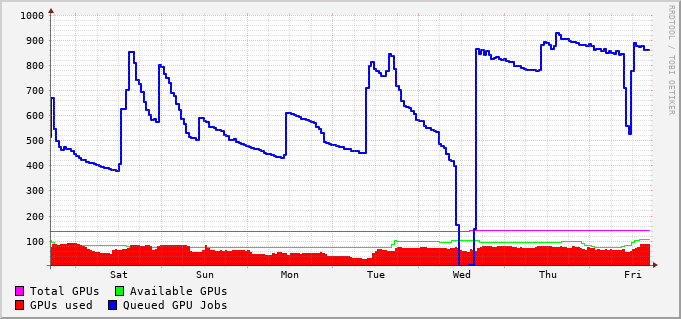 1000
900
800
700
600
500
400
300
200
100
Sat Sun Mon Tue Wed Thu Fri
Total GPUs Available GPUs
GPUs used Queued GPU Jobs
RRDTOOL / TOBI OETIKER